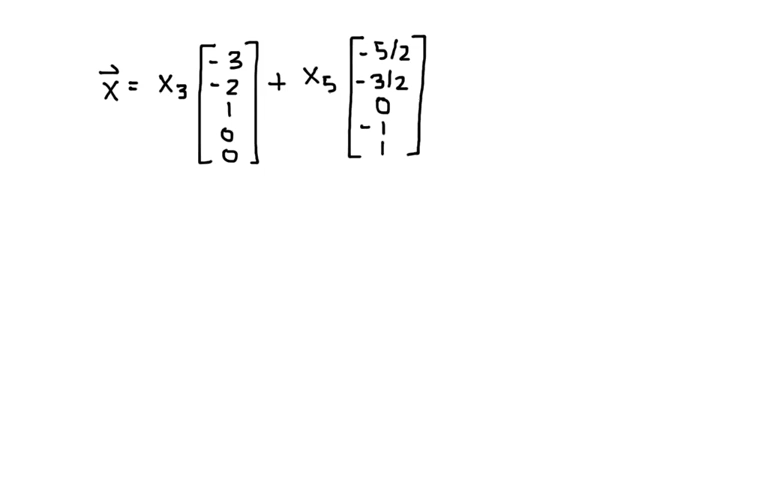 x⃗ = x₃ [-3 -2 1 0 0] + x₅ [-5/2 -3/2 0 -1 1]